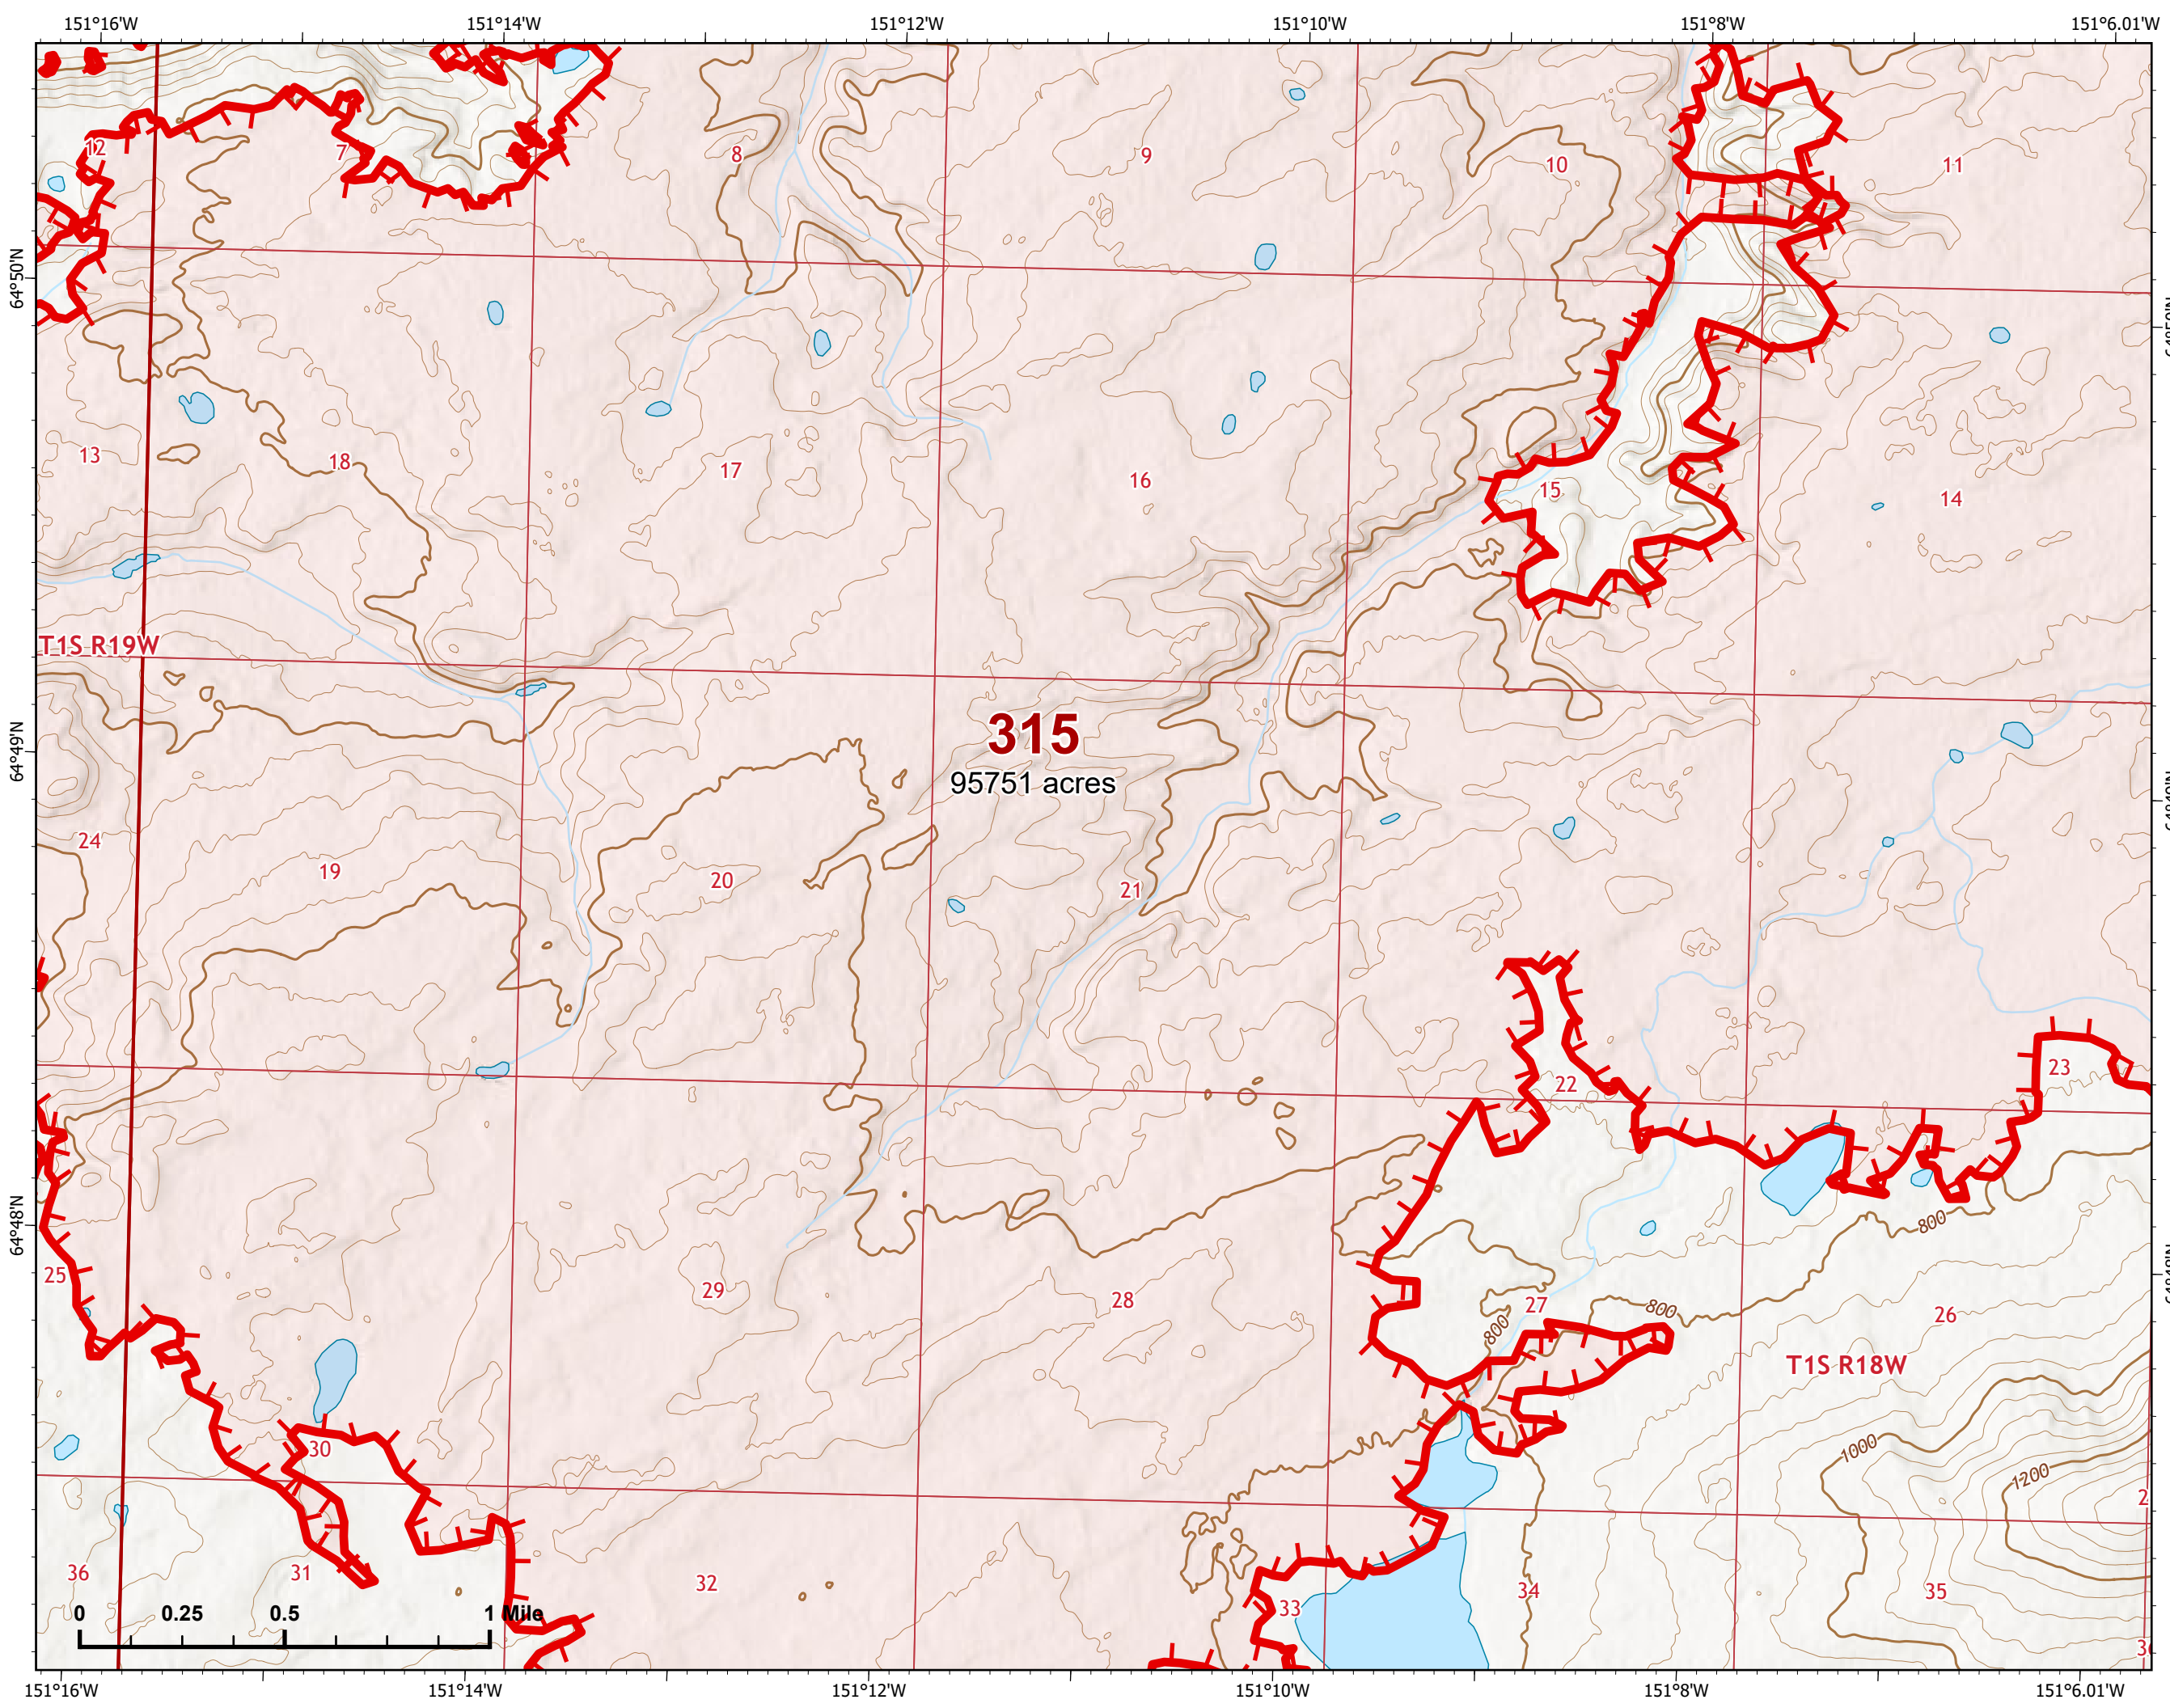 151°16'W 151°14'W 151°12'W 151°10'W 151°8'W 151°6.01'W
12 7 8 9 10 11
64°50'N
13 18 17 16 15 14
T1S R19W
64°49'N
315
95751 acres
24 19 20 21 22 23
64°48'N
800
25 29 28 27 800 26
800
T1S R18W
30 1000
1200
36 31 32 33 34 35
0 0.25 0.5 1 Mile
151°16'W 151°14'W 151°12'W 151°10'W 151°8'W 151°6.01'W